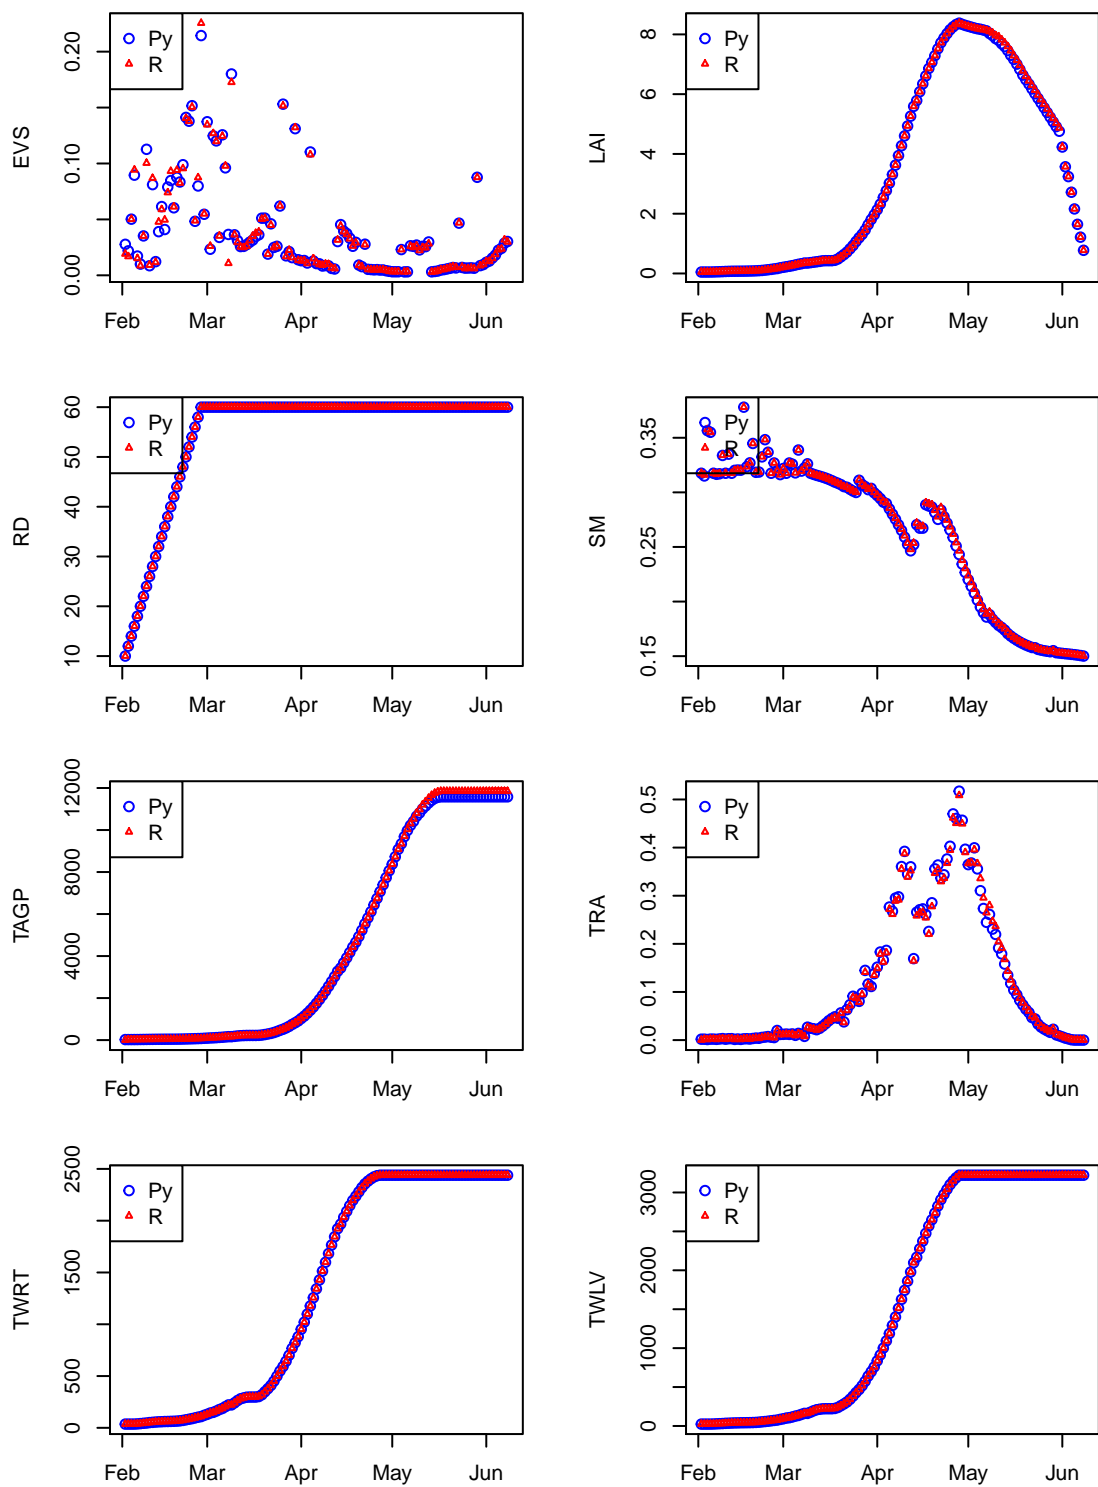 EVS
0.00 0.10 0.20
Py
R
Feb Mar Apr May Jun
LAI
0 2 4 6 8
Py
R
Feb Mar Apr May Jun
RD
10 20 30 40 50 60
Py
R
Feb Mar Apr May Jun
SM
0.15 0.25 0.35
Py
R
Feb Mar Apr May Jun
TAGP
0 4000 8000 12000
Py
R
Feb Mar Apr May Jun
TRA
0.0 0.1 0.2 0.3 0.4 0.5
Py
R
Feb Mar Apr May Jun
TWRT
0 500 1500 2500
Py
R
Feb Mar Apr May Jun
TWLV
0 1000 2000 3000
Py
R
Feb Mar Apr May Jun